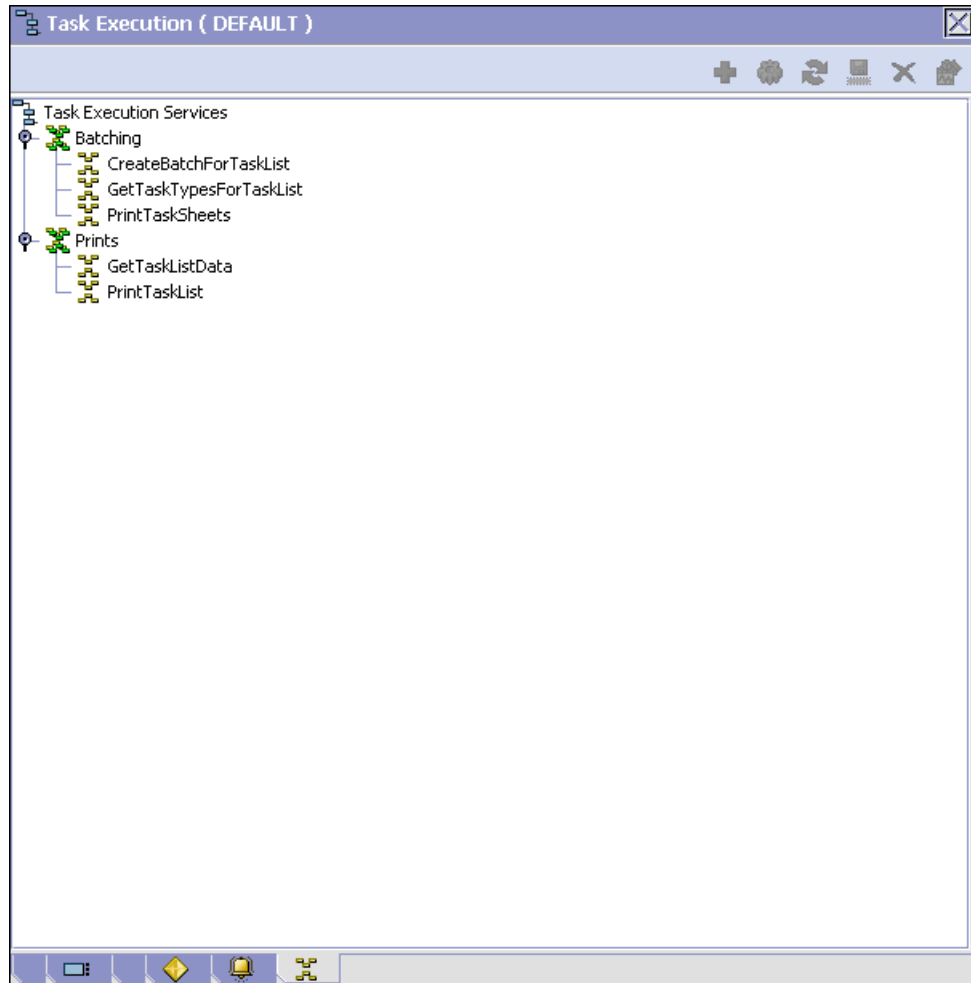 Task Execution ( DEFAULT )
Task Execution Services
Batching
CreateBatchForTaskList
GetTaskTypesForTaskList
PrintTaskSheets
Prints
GetTaskListData
PrintTaskList